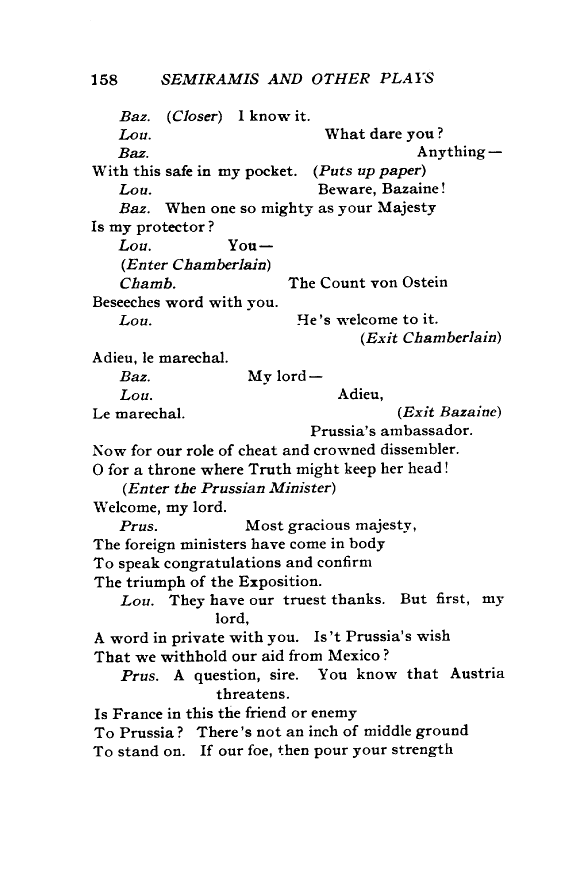 158 SEMIRAMIS AND OTHER PLAYS
Baz. (Closer) I know it.
Lou. What dare you?
Baz. Anything—
With this safe in my pocket. (Puts up paper)
Lou. Beware, Bazaine!
Baz. When one so mighty as your Majesty
Is my protector?
Lou. You—
(Enter Chamberlain)
Chamb. The Count von Ostein
Beseeches word with you.
Lou. He's welcome to it.
(Exit Chamberlain)
Adieu, le marechal.
Baz. My lord—
Lou. Adieu,
Le marechal. (Exit Bazaine)
Prussia's ambassador.
Now for our role of cheat and crowned dissembler.
O for a throne where Truth might keep her head!
(Enter the Prussian Minister)
Welcome, my lord.
Prus. Most gracious majesty,
The foreign ministers have come in body
To speak congratulations and confirm
The triumph of the Exposition.
Lou. They have our truest thanks. But first, my
lord,
A word in private with you. Is't Prussia's wish
That we withhold our aid from Mexico?
Prus. A question, sire. You know that Austria
threatens.
Is France in this the friend or enemy
To Prussia? There's not an inch of middle ground
To stand on. If our foe, then pour your strength